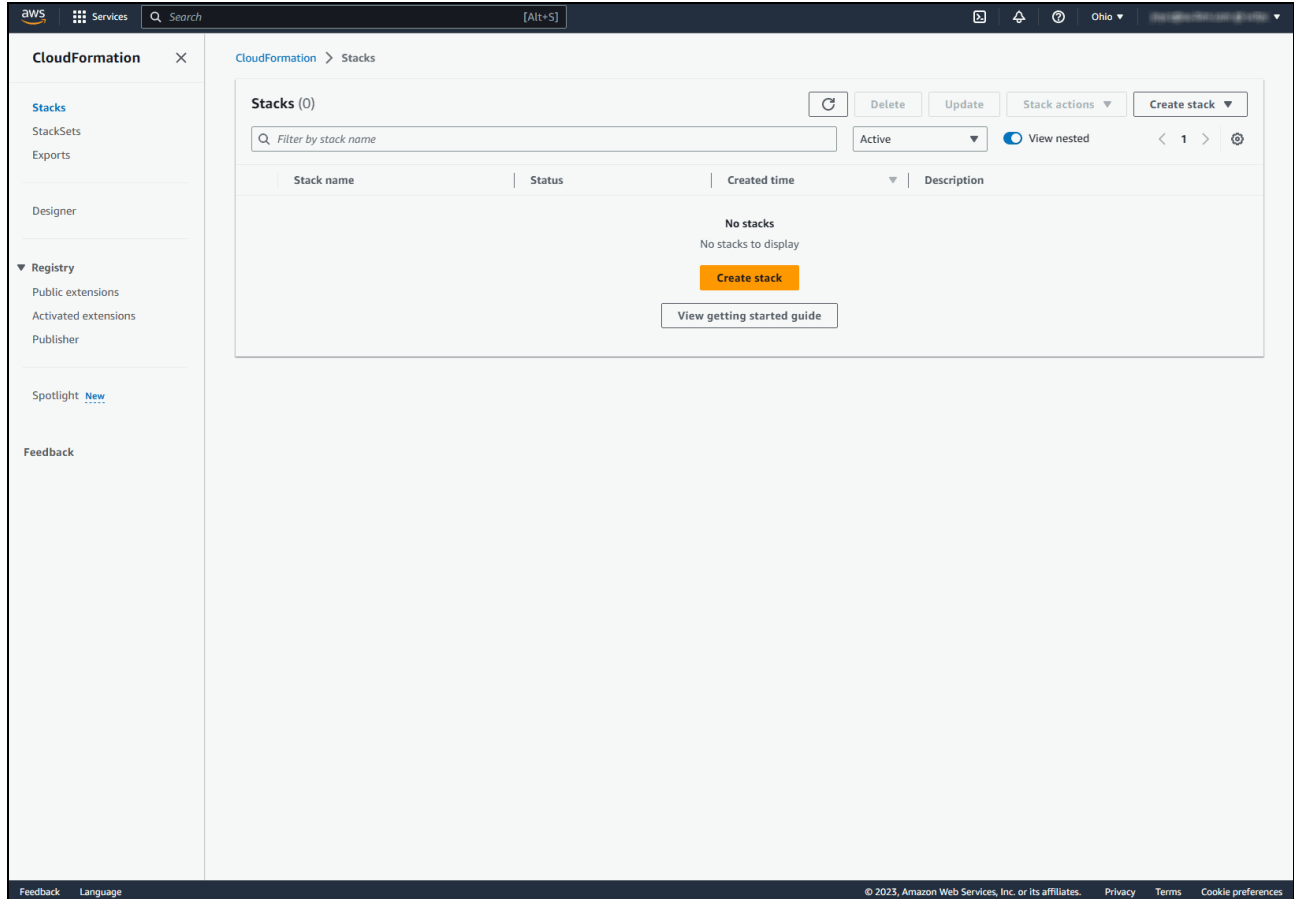 aws Services Search [Alt+S] Ohio
CloudFormation
Stacks
StackSets
Exports
Designer
Registry
Public extensions
Activated extensions
Publisher
Spotlight New
Feedback
CloudFormation > Stacks
Stacks (0) Delete Update Stack actions Create stack
Filter by stack name Active View nested < 1 >
Stack name Status Created time Description
No stacks
No stacks to display
Create stack
View getting started guide
Feedback Language © 2023, Amazon Web Services, Inc. or its affiliates. Privacy Terms Cookie preferences